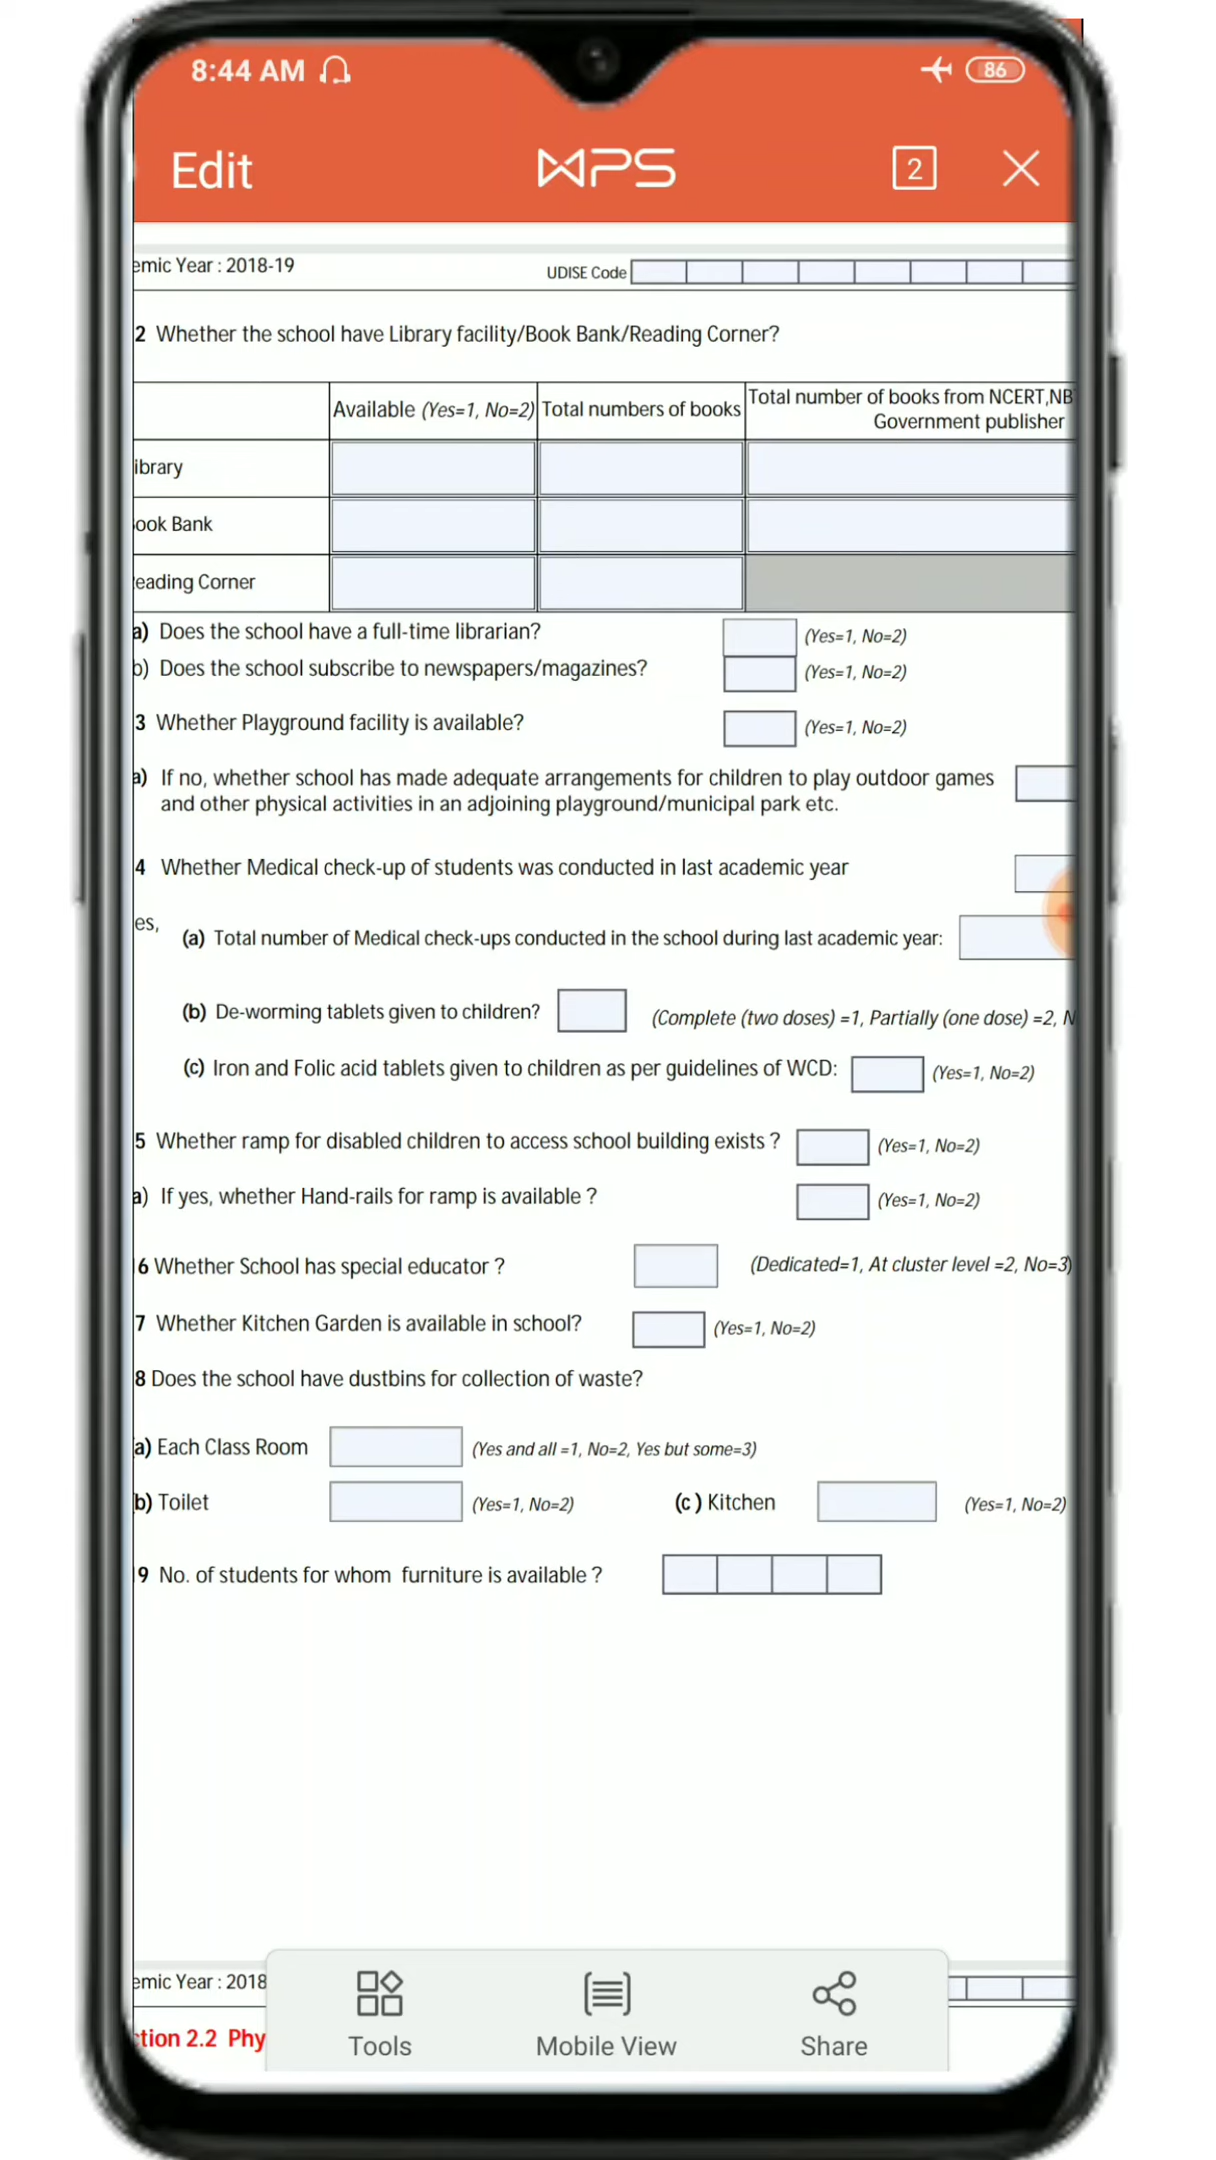 8:44 AM 86
Edit WPS 2
emic Year : 2018-19 UDISE Code
2 Whether the school have Library facility/Book Bank/Reading Corner?
Available (Yes=1, No=2) Total numbers of books Total number of books from NCERT,NB
Government publisher
ibrary
ook Bank
eading Corner
a) Does the school have a full-time librarian? (Yes=1, No=2)
b) Does the school subscribe to newspapers/magazines? (Yes=1, No=2)
3 Whether Playground facility is available? (Yes=1, No=2)
a) If no, whether school has made adequate arrangements for children to play outdoor games
and other physical activities in an adjoining playground/municipal park etc.
4 Whether Medical check-up of students was conducted in last academic year
es,
(a) Total number of Medical check-ups conducted in the school during last academic year:
(b) De-worming tablets given to children? (Complete (two doses) =1, Partially (one dose) =2, N
(c) Iron and Folic acid tablets given to children as per guidelines of WCD: (Yes=1, No=2)
5 Whether ramp for disabled children to access school building exists ? (Yes=1, No=2)
a) If yes, whether Hand-rails for ramp is available ? (Yes=1, No=2)
6 Whether School has special educator ? (Dedicated=1, At cluster level =2, No=3)
7 Whether Kitchen Garden is available in school? (Yes=1, No=2)
8 Does the school have dustbins for collection of waste?
a) Each Class Room (Yes and all =1, No=2, Yes but some=3)
b) Toilet (Yes=1, No=2) (c ) Kitchen (Yes=1, No=2)
9 No. of students for whom furniture is available ?
emic Year : 2018
tion 2.2 Phy
Tools Mobile View Share